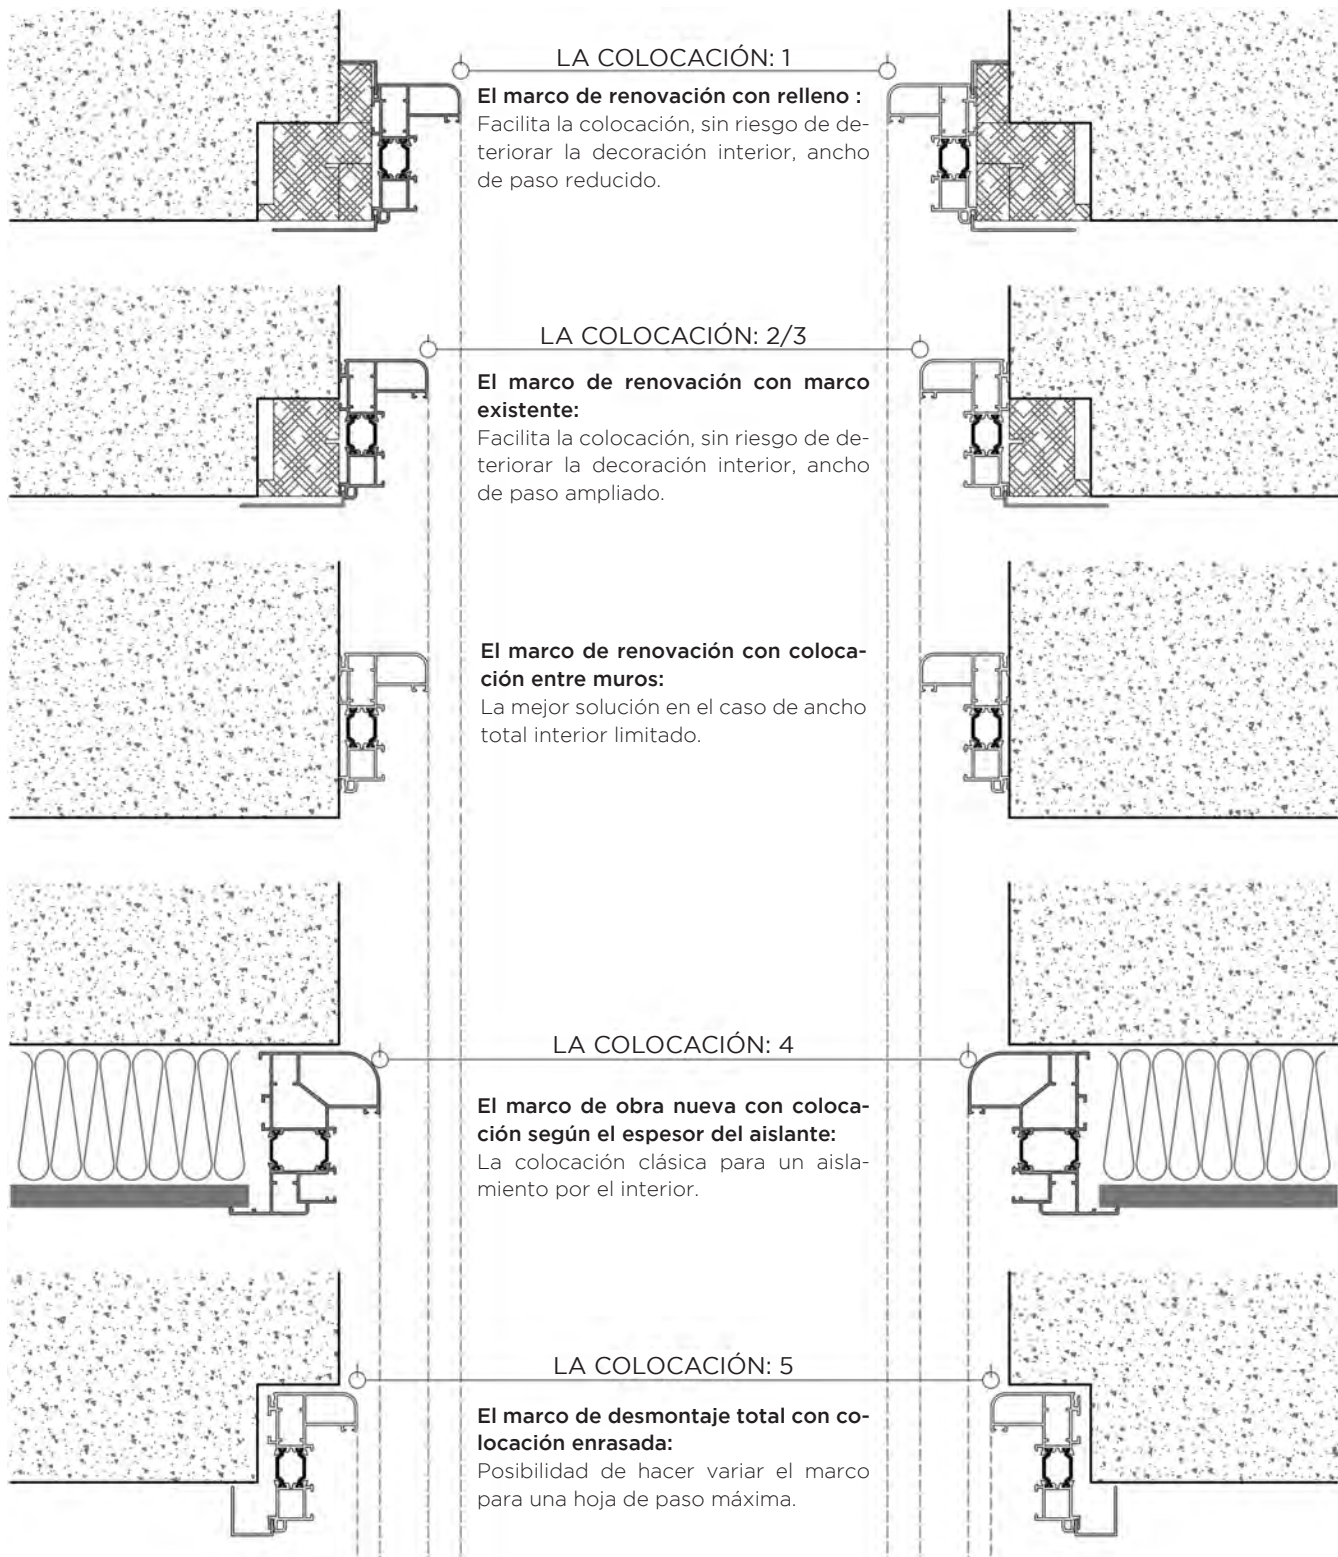 LA COLOCACIÓN: 1
El marco de renovación con relleno :
Facilita la colocación, sin riesgo de de-
teriorar la decoración interior, ancho
de paso reducido.
LA COLOCACIÓN: 2/3
El marco de renovación con marco
existente:
Facilita la colocación, sin riesgo de de-
teriorar la decoración interior, ancho
de paso ampliado.
El marco de renovación con coloca-
ción entre muros:
La mejor solución en el caso de ancho
total interior limitado.
LA COLOCACIÓN: 4
El marco de obra nueva con coloca-
ción según el espesor del aislante:
La colocación clásica para un aisla-
miento por el interior.
LA COLOCACIÓN: 5
El marco de desmontaje total con co-
locación enrasada:
Posibilidad de hacer variar el marco
para una hoja de paso máxima.